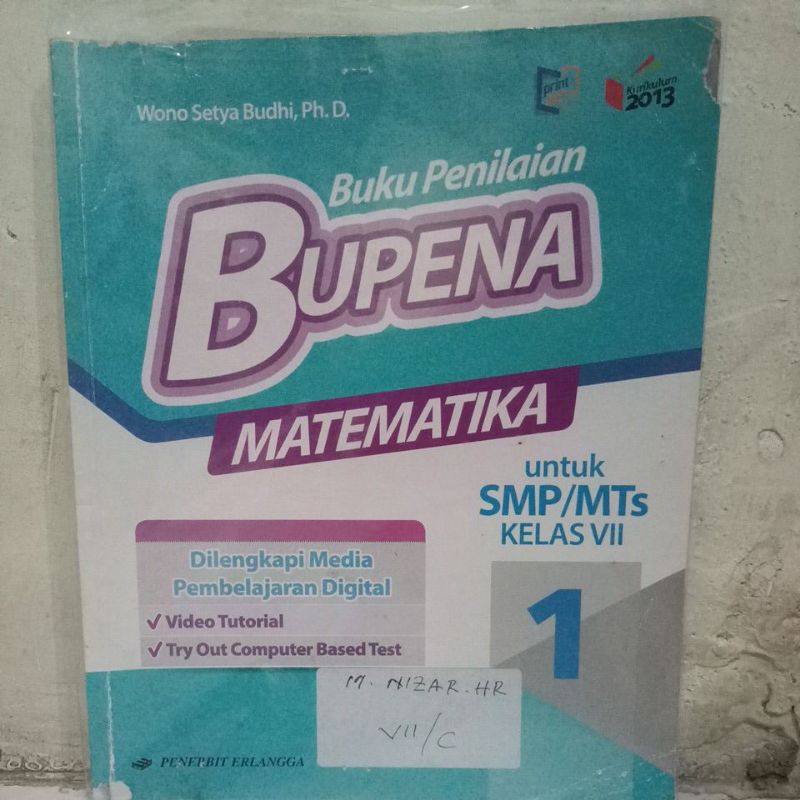 Wono Setya Budhi, Ph. D.
print
Kurikulum
2013
Buku Penilaian
BUPENA
MATEMATIKA
untuk
SMP/MTs
KELAS VII
1
Dilengkapi Media
Pembelajaran Digital
✓ Video Tutorial
✓ Try Out Computer Based Test
M. NIZAR. HR
VII/C
PENERBIT ERLANGGA